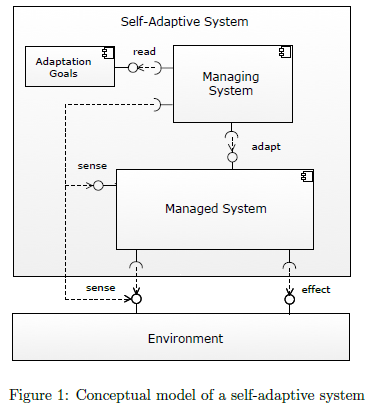 Self-Adaptive System
read
Adaptation
Goals
Managing
System
adapt
sense
Managed System
sense
effect
Environment
Figure 1: Conceptual model of a self-adaptive system